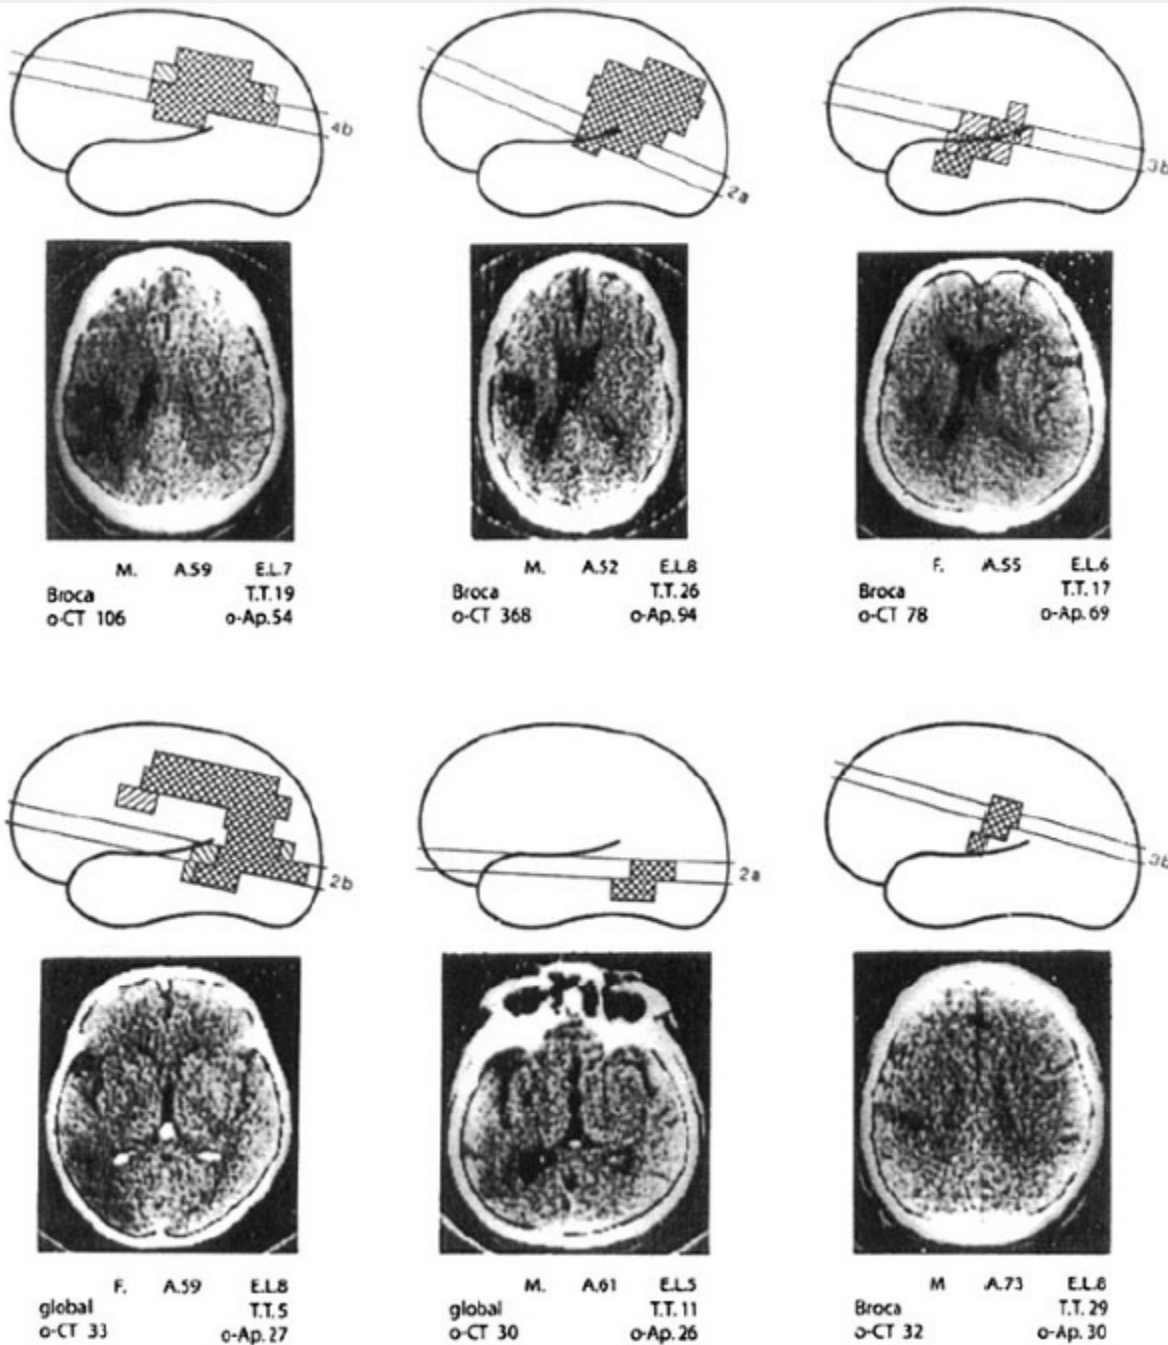 4b
2a
3b
M. A.59 E.L.7
Broca T.T.19
o-CT 106 o-Ap.54
M. A.52 E.L.8
Broca T.T.26
o-CT 368 o-Ap.94
F. A.55 E.L.6
Broca T.T.17
o-CT 78 o-Ap.69
2b
2a
3b
F. A.59 E.L.8
global T.T.5
o-CT 33 o-Ap.27
M. A.61 E.L.5
global T.T.11
o-CT 30 o-Ap.26
M A.73 E.L.8
Broca T.T.29
o-CT 32 o-Ap.30